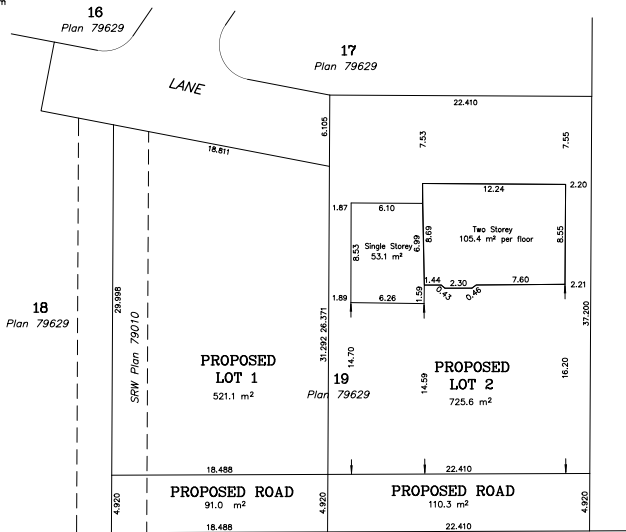 m
16
Plan 79629
17
Plan 79629
LANE
22.410
6.105
7.53
7.55
18.811
12.24
2.20
1.87
6.10
Two Storey
105.4 m² per floor
8.69
8.55
6.99
Single Storey
53.1 m²
8.53
1.44
2.30
7.60
2.21
0.43
0.46
1.89
6.26
1.59
18
Plan 79629
29.998
SRW Plan 79010
31.292
26.371
37.200
14.70
14.59
16.20
PROPOSED
LOT 1
521.1 m²
19
Plan 79629
PROPOSED
LOT 2
725.6 m²
18.488
22.410
4.920
PROPOSED ROAD
91.0 m²
4.920
PROPOSED ROAD
110.3 m²
4.920
18.488
22.410